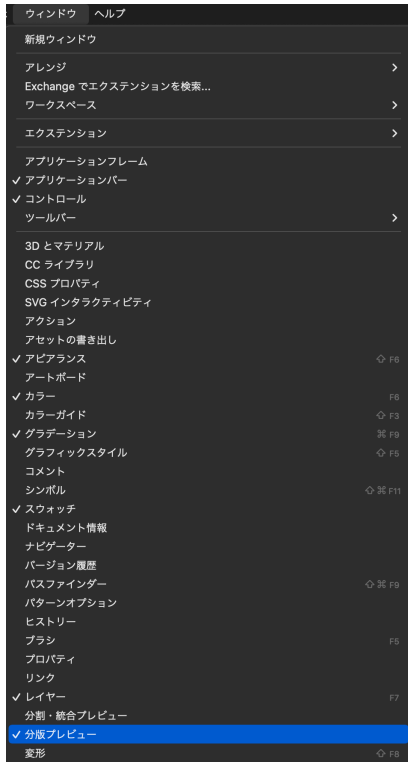 ウィンドウ ヘルプ
新規ウィンドウ
アレンジ
Exchange でエクステンションを検索...
ワークスペース
エクステンション
アプリケーションフレーム
✓ アプリケーションバー
✓ コントロール
ツールバー
3D とマテリアル
CC ライブラリ
CSS プロパティ
SVG インタラクティビティ
アクション
アセットの書き出し
✓ アピアランス ⇧ F6
アートボード
✓ カラー F6
カラーガイド ⇧ F3
✓ グラデーション ⌘ F9
グラフィックスタイル ⇧ F5
コメント
シンボル ⇧ ⌘ F11
✓ スウォッチ
ドキュメント情報
ナビゲーター
バージョン履歴
パスファインダー ⇧ ⌘ F9
パターンオプション
ヒストリー
ブラシ F5
プロパティ
リンク
✓ レイヤー F7
分割・統合プレビュー
✓ 分版プレビュー
変形 ⇧ F8